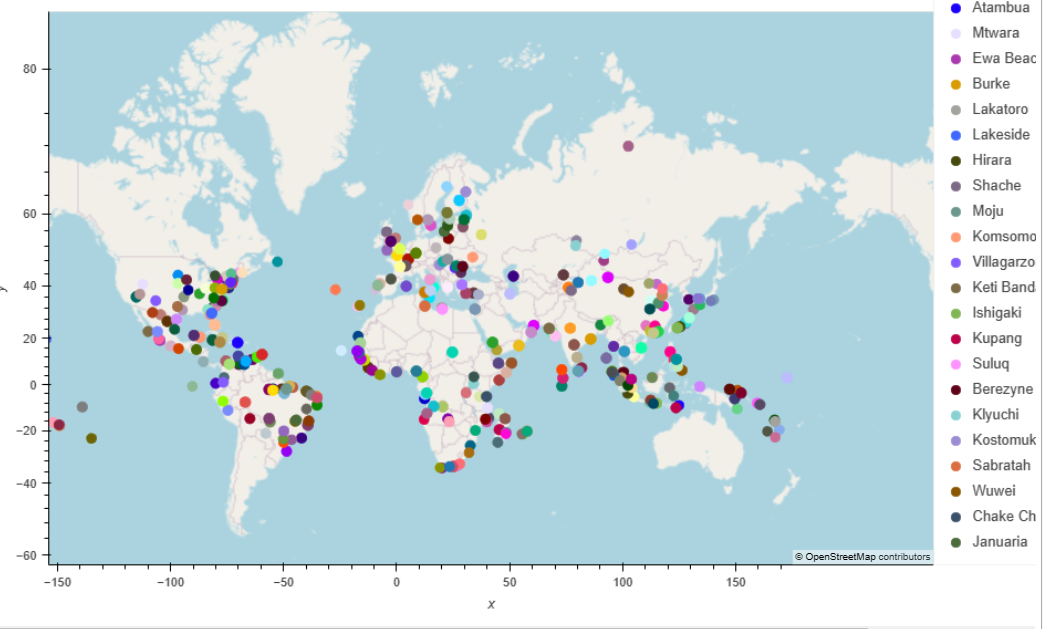 Atambua
Mtwara
Ewa Beac
Burke
Lakatoro
Lakeside
Hirara
Shache
Moju
Komsomo
Villagarzo
Keti Band
Ishigaki
Kupang
Suluq
Berezyne
Klyuchi
Kostomuk
Sabratah
Wuwei
Chake Ch
Januaria
80
60
40
20
0
−20
−40
−60
y
© OpenStreetMap contributors
−150 −100 −50 0 50 100 150
x